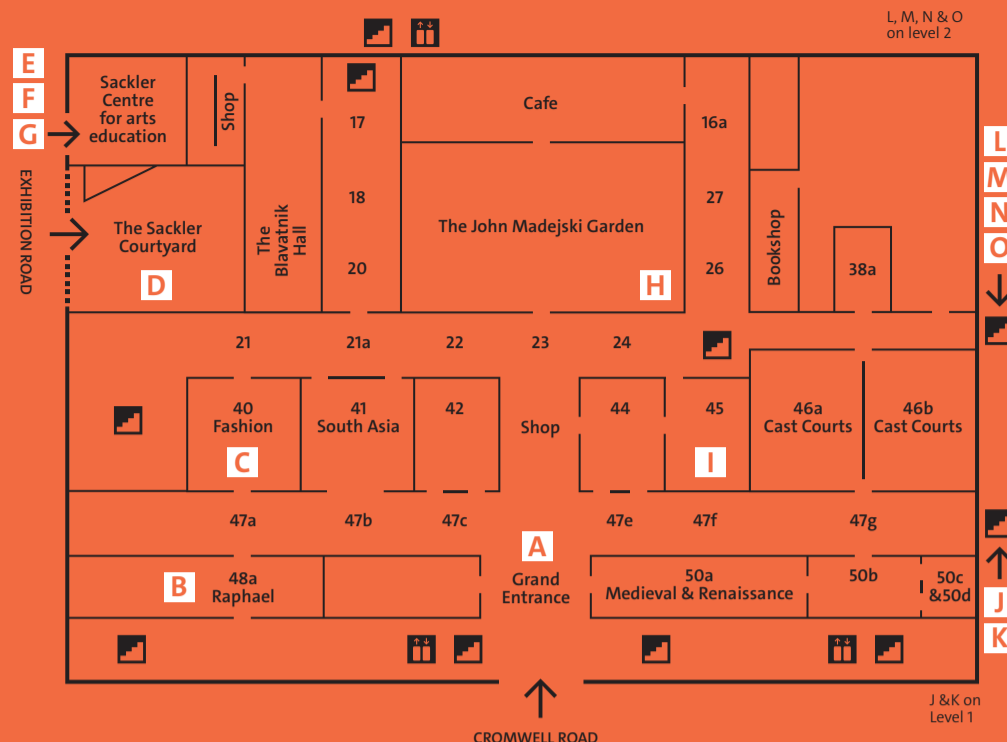 L, M, N & O
on level 2
E
F
G
Sackler
Centre
for arts
education
Shop
17
Cafe
16a
L
M
N
O
EXHIBITION ROAD
18
27
The Sackler
Courtyard
The
Blavatnik
Hall
The John Madejski Garden
Bookshop
20
26
38a
D
H
21
21a
22
23
24
40
Fashion
41
South Asia
42
Shop
44
45
46a
Cast Courts
46b
Cast Courts
C
I
47a
47b
47c
47e
47f
47g
A
B
48a
Raphael
Grand
Entrance
50a
Medieval & Renaissance
50b
50c
&50d
J
K
J &K on
Level 1
CROMWELL ROAD